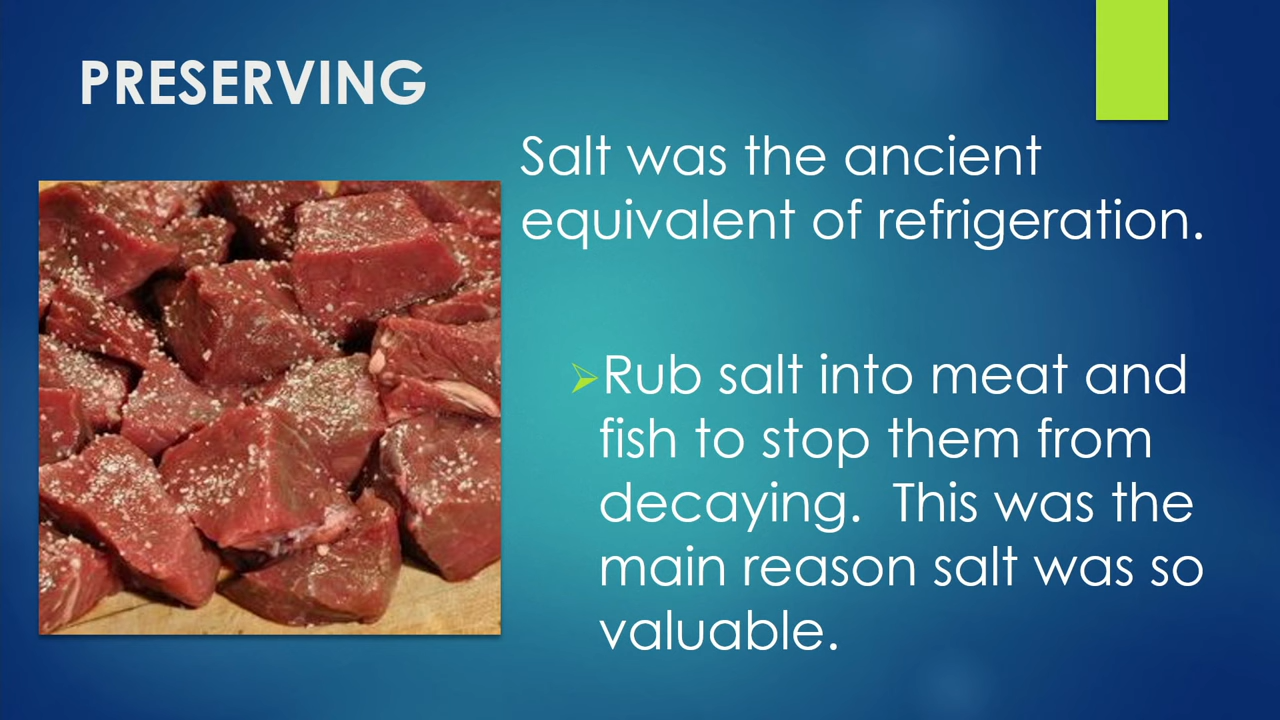 PRESERVING
Salt was the ancient
equivalent of refrigeration.
Rub salt into meat and
fish to stop them from
decaying.  This was the
main reason salt was so
valuable.